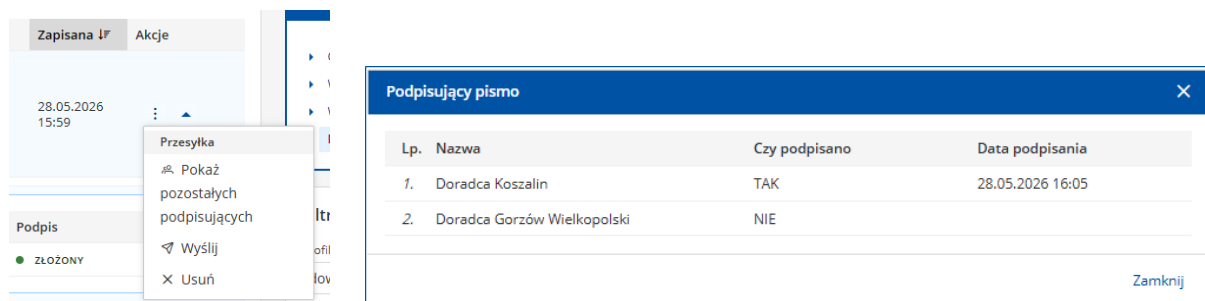 Zapisana Akcje
28.05.2026
15:59
Przesyłka
Pokaż
pozostałych
podpisujących
Wyślij
Usuń
Podpis
ZŁOŻONY
Podpisujący pismo
Lp. Nazwa Czy podpisano Data podpisania
1. Doradca Koszalin TAK 28.05.2026 16:05
2. Doradca Gorzów Wielkopolski NIE
Zamknij